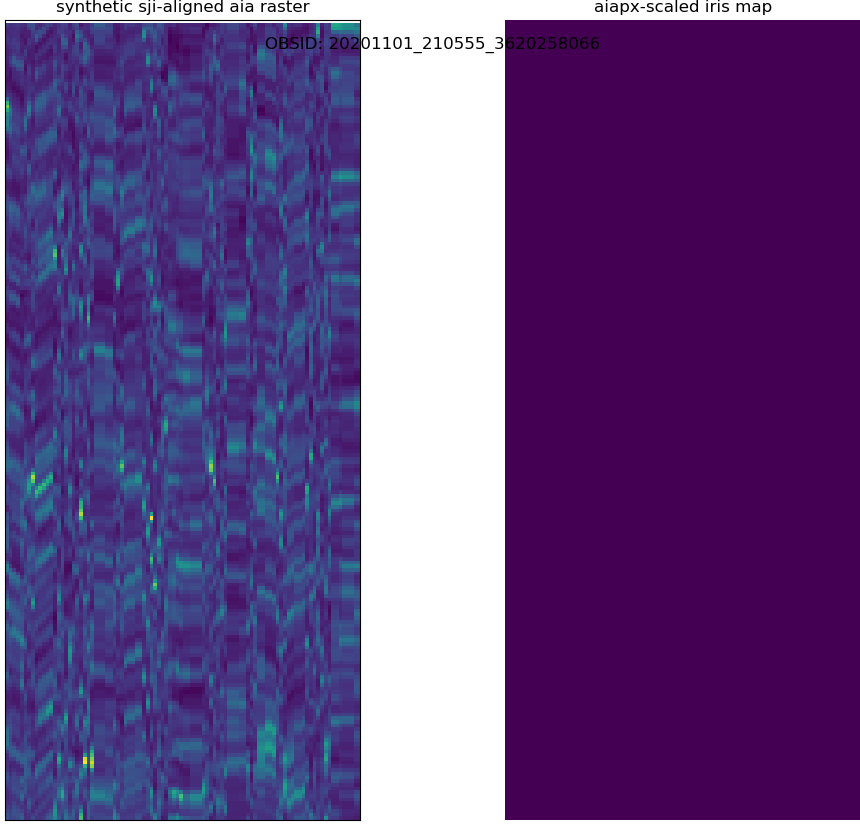 synthetic sji-aligned aia raster
aiapx-scaled iris map
OBSID: 20201101_210555_3620258066